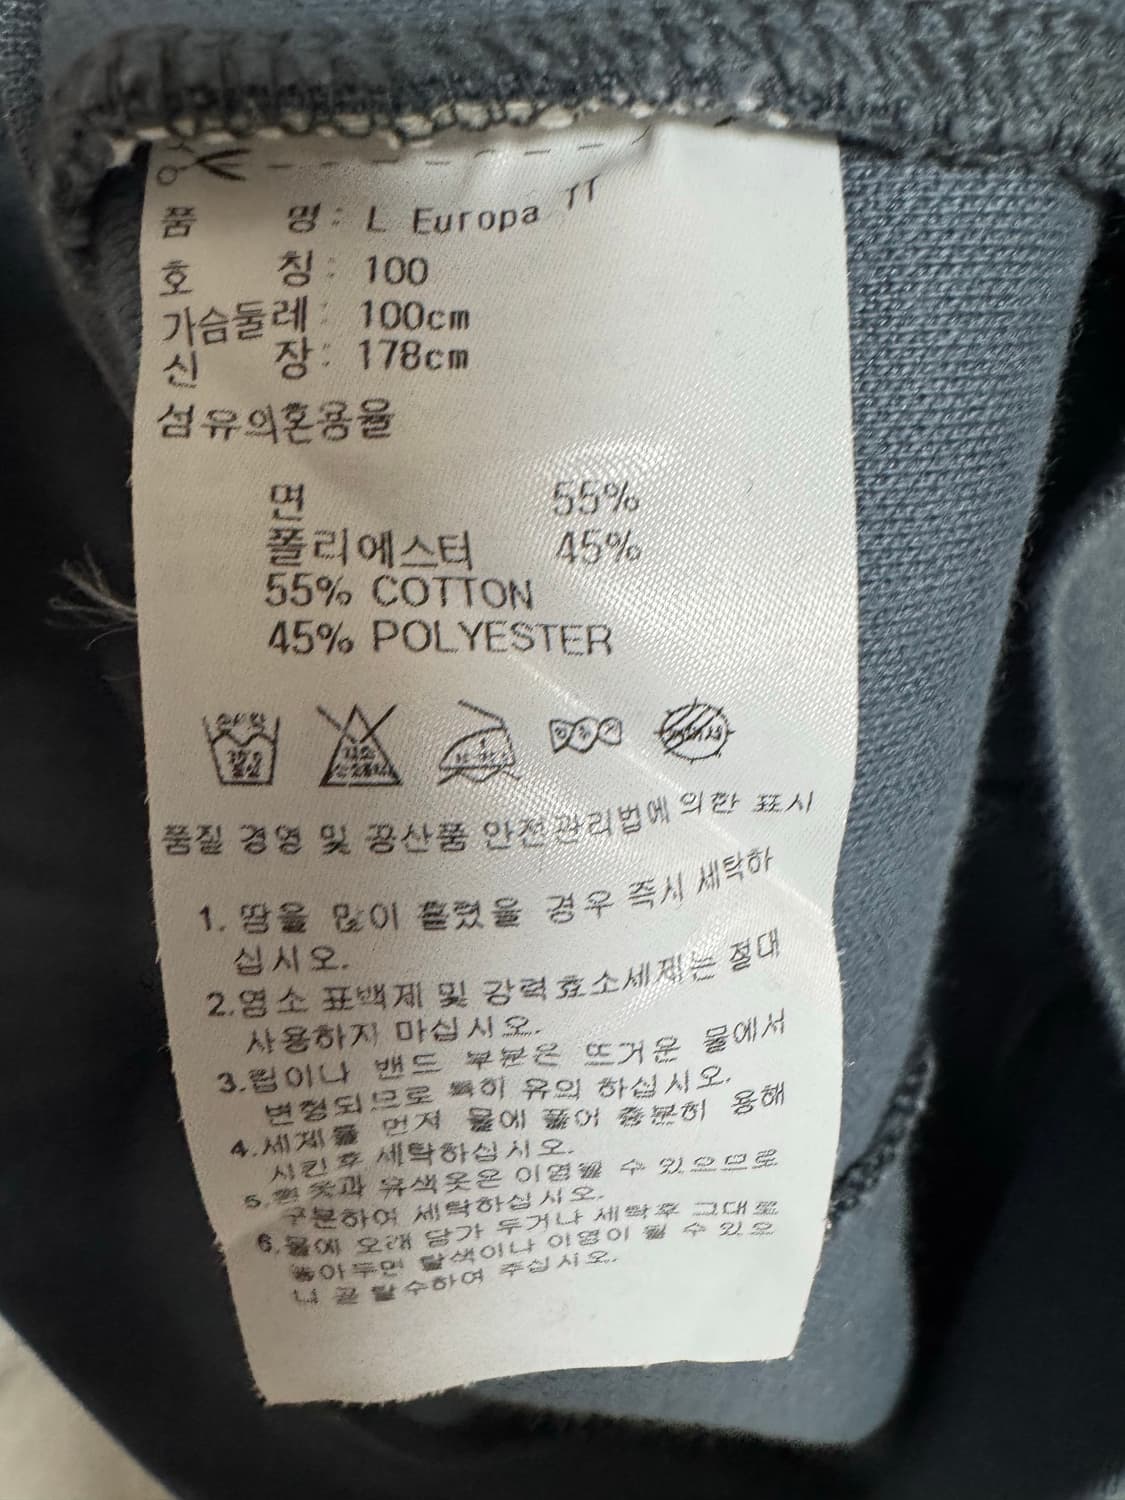 품 명: L Europa TT
호 칭: 100
가슴둘레: 100cm
신 장: 178cm
섬유의혼용율
면 55%
폴리에스터 45%
55% COTTON
45% POLYESTER
품질 경영 및 공산품 안전관리법에 의한 표시
1. 땀을 많이 흘렸을 경우 즉시 세탁하
십시오.
2.염소 표백제 및 강력효소세제는 절대
사용하지 마십시오.
3.립이나 밴드 부분은 뜨거운 물에서
변형되므로 특히 유의 하십시오.
4.세제를 먼저 물에 풀어 충분히 용해
시킨후 세탁하십시오.
5.흰옷과 유색옷은 이염될 수 있으므로
구분하여 세탁하십시오.
6.물에 오래 담가 두거나 세탁후 그대로
놓아두면 탈색이나 이염이 될 수 있으
니 곧 탈수하여 주십시오.